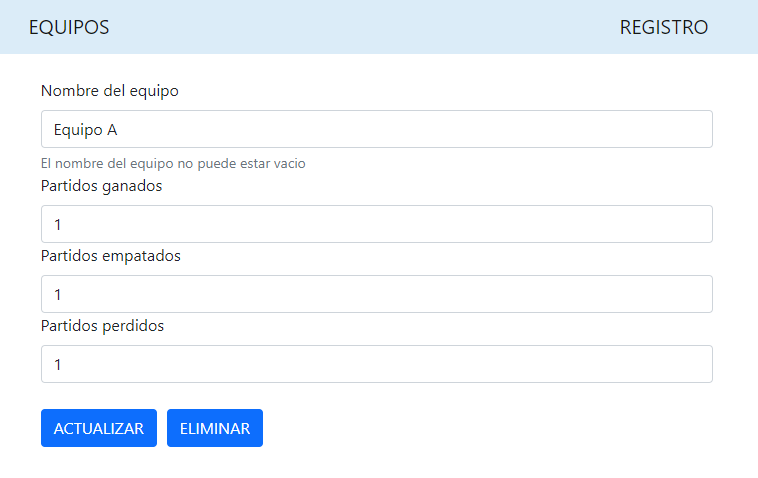 EQUIPOS REGISTRO
Nombre del equipo
Equipo A
El nombre del equipo no puede estar vacio
Partidos ganados
1
Partidos empatados
1
Partidos perdidos
1
ACTUALIZAR ELIMINAR